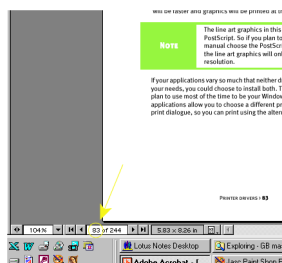 will be faster and graphics will be printed at th
NOTE
The line art graphics in this
PostScript. So if you plan to
manual choose the PostScr
the line art graphics will onl
resolution.
If your applications vary so much that neither d
your needs, you could choose to install both. T
plan to use most of the time to be your Window
applications allow you to choose a different pr
print dialogue, so you can print using the altern
PRINTER DRIVERS › 83
104% 83 of 244 5.83 x 8.26 in
Lotus Notes Desktop Exploring - GB ma
Adobe Acrobat - [ Jasc Paint Shop P